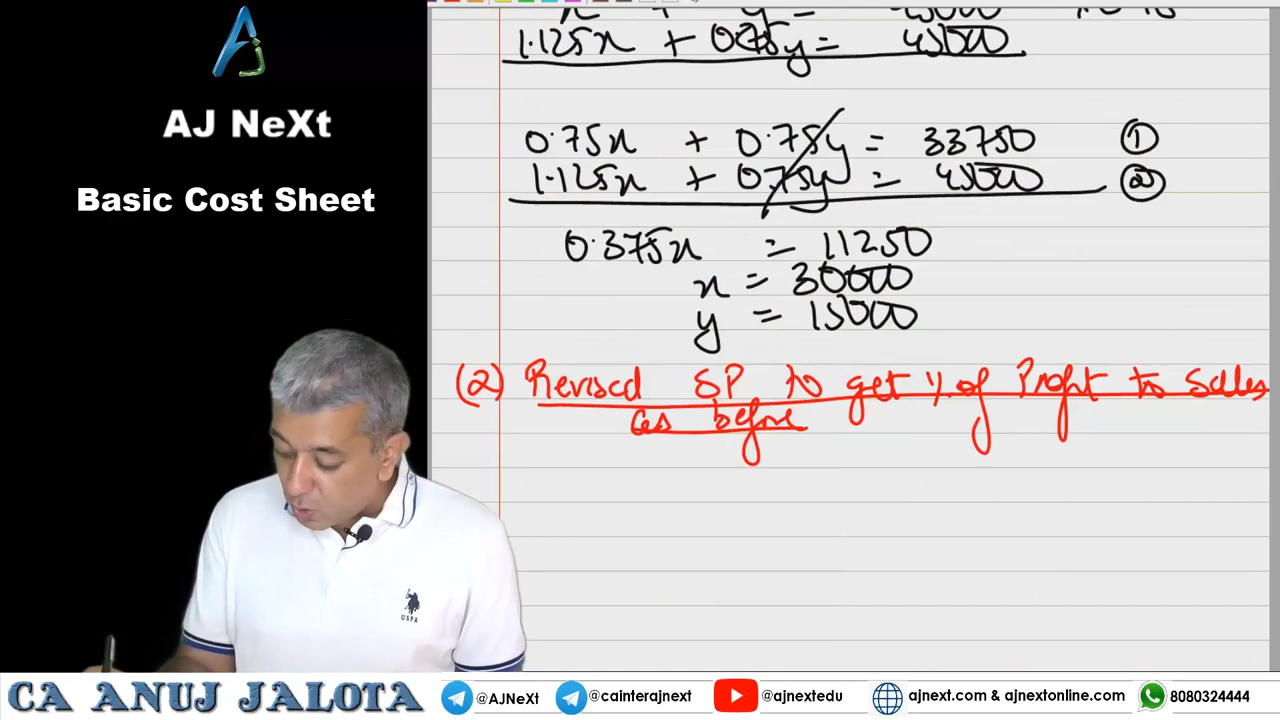 AJ NeXt
Basic Cost Sheet
1.125x + 0.75y = 45000
0.75x + 0.75y = 33750 ①
1.125x + 0.75y = 45000 ②
0.375x = 11250
x = 30000
y = 15000
(2) Revised SP to get % of Profit to Sales
as before
USPA
CA ANUJ JALOTA @AJNeXt @cainterajnext @ajnextedu ajnext.com & ajnextonline.com 8080324444